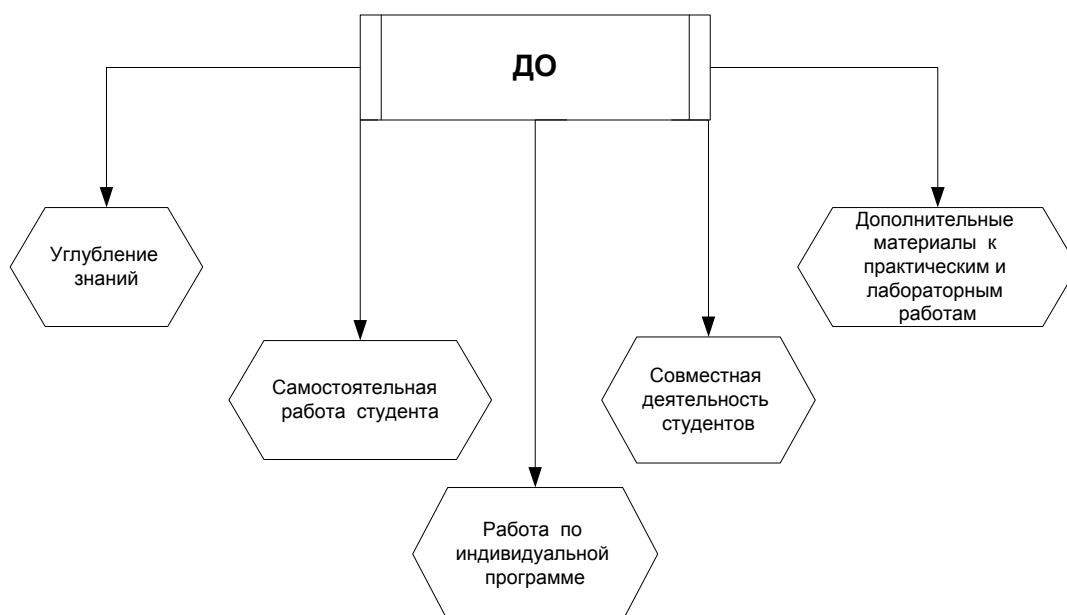 ДО
Углубление
знаний
Самостоятельная
работа студента
Работа по
индивидуальной
программе
Совместная
деятельность
студентов
Дополнительные
материалы к
практическим и
лабораторным
работам